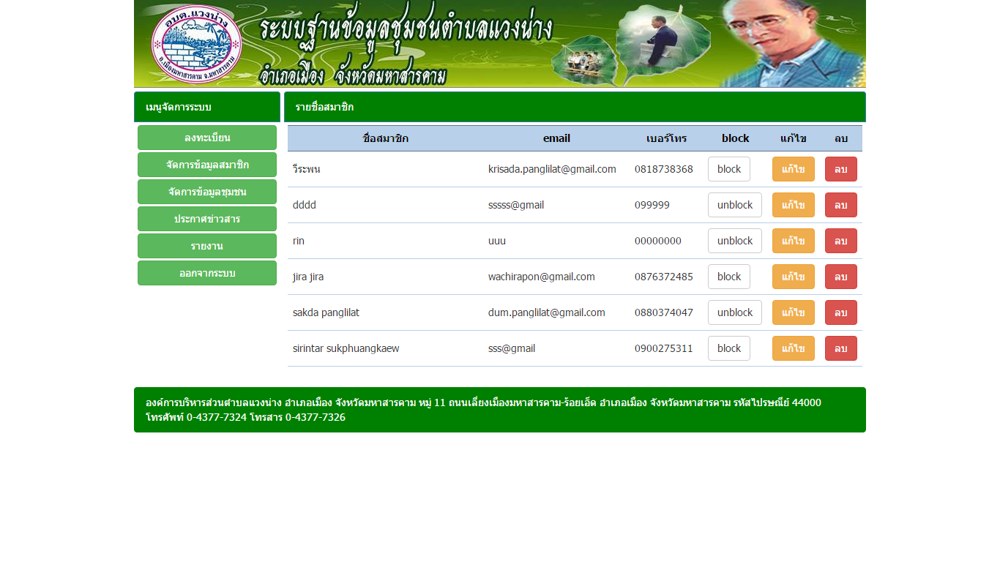 อบต.แวงน่าง
อ.เมืองมหาสารคาม จ.มหาสารคาม
ระบบฐานข้อมูลชุมชนตำบลแวงน่าง
อำเภอเมือง จังหวัดมหาสารคาม
เมนูจัดการระบบ
ลงทะเบียน
จัดการข้อมูลสมาชิก
จัดการข้อมูลชุมชน
ประกาศข่าวสาร
รายงาน
ออกจากระบบ
รายชื่อสมาชิก
ชื่อสมาชิก email เบอร์โทร block แก้ไข ลบ
วีระพน krisada.panglilat@gmail.com 0818738368 block แก้ไข ลบ
dddd sssss@gmail 099999 unblock แก้ไข ลบ
rin uuu 00000000 unblock แก้ไข ลบ
jira jira wachirapon@gmail.com 0876372485 block แก้ไข ลบ
sakda panglilat dum.panglilat@gmail.com 0880374047 unblock แก้ไข ลบ
sirintar sukphuangkaew sss@gmail 0900275311 block แก้ไข ลบ
องค์การบริหารส่วนตำบลแวงน่าง อำเภอเมือง จังหวัดมหาสารคาม หมู่ 11 ถนนเลี่ยงเมืองมหาสารคาม-ร้อยเอ็ด อำเภอเมือง จังหวัดมหาสารคาม รหัสไปรษณีย์ 44000
โทรศัพท์ 0-4377-7324 โทรสาร 0-4377-7326